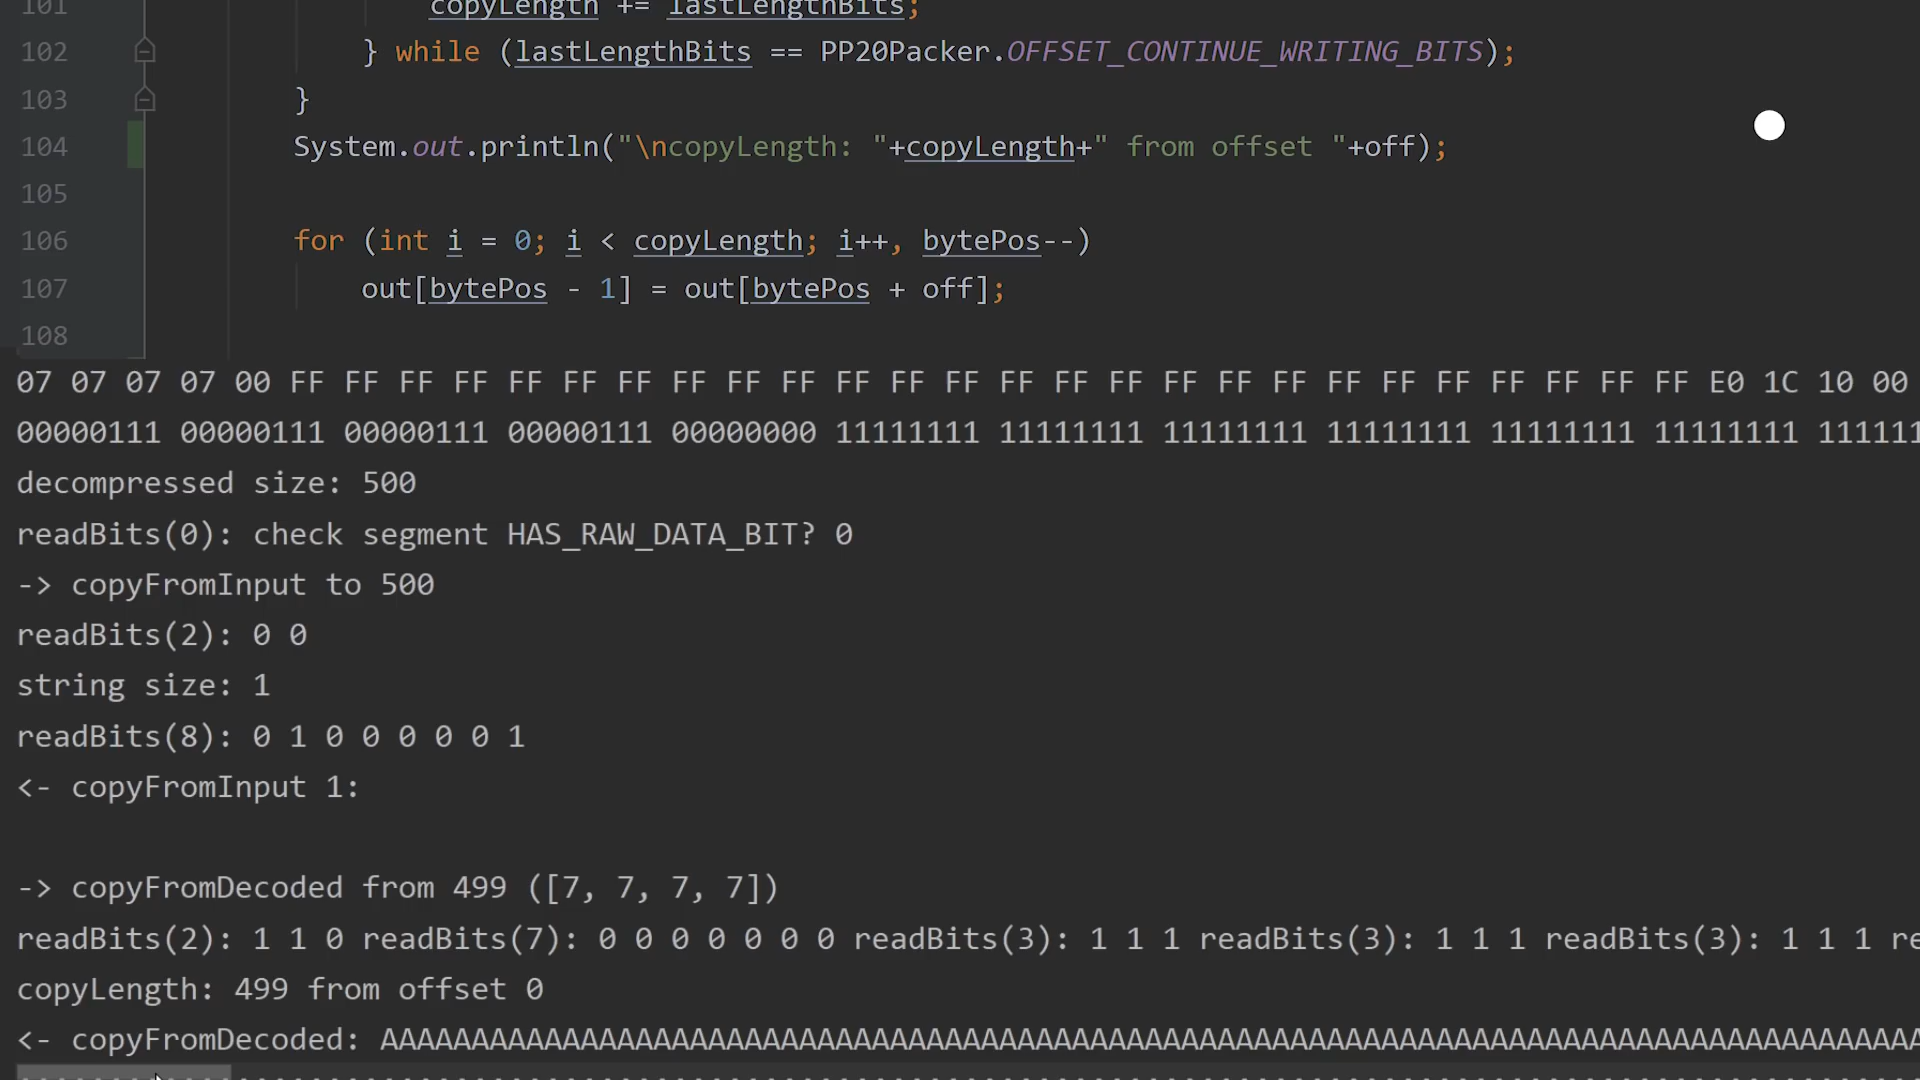 101 copyLength += lastLengthBits;
102 } while (lastLengthBits == PP20Packer.OFFSET_CONTINUE_WRITING_BITS);
103 }
104 System.out.println("\ncopyLength: "+copyLength+" from offset "+off);
105
106 for (int i = 0; i < copyLength; i++, bytePos--)
107 out[bytePos - 1] = out[bytePos + off];
108
07 07 07 07 00 FF FF FF FF FF FF FF FF FF FF FF FF FF FF FF FF FF FF FF FF FF FF FF FF FF FF E0 1C 10 00
00000111 00000111 00000111 00000111 00000000 11111111 11111111 11111111 11111111 11111111 11111111 111111
decompressed size: 500
readBits(0): check segment HAS_RAW_DATA_BIT? 0
-> copyFromInput to 500
readBits(2): 0 0
string size: 1
readBits(8): 0 1 0 0 0 0 0 1
<- copyFromInput 1:
-> copyFromDecoded from 499 ([7, 7, 7, 7])
readBits(2): 1 1 0 readBits(7): 0 0 0 0 0 0 0 readBits(3): 1 1 1 readBits(3): 1 1 1 readBits(3): 1 1 1 re
copyLength: 499 from offset 0
<- copyFromDecoded: AAAAAAAAAAAAAAAAAAAAAAAAAAAAAAAAAAAAAAAAAAAAAAAAAAAAAAAAAAAAAAAAAAAAAAAAAAAAAAAAAAAAA